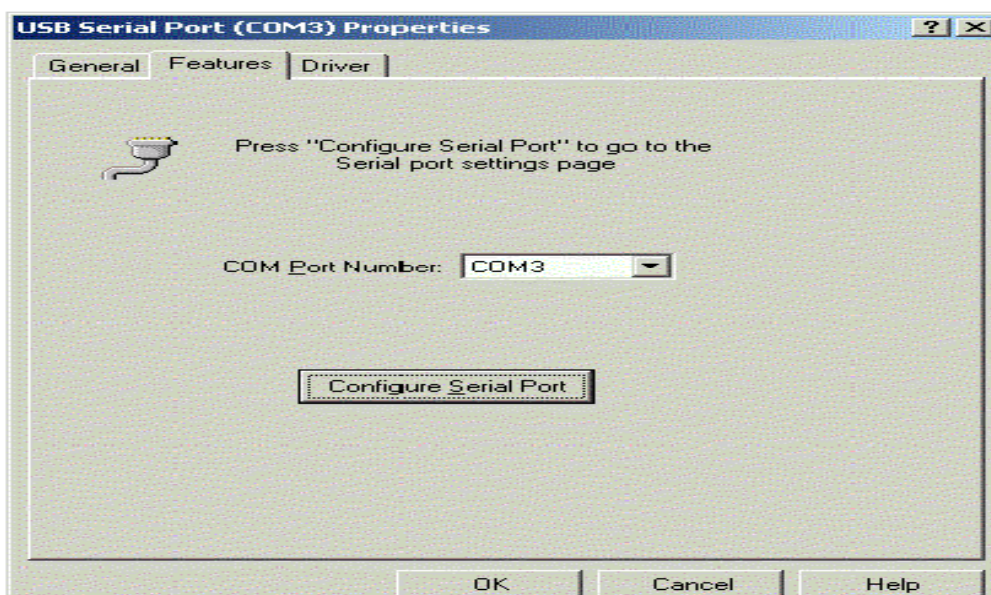 USB Serial Port (COM3) Properties
General Features Driver
Press "Configure Serial Port" to go to the
Serial port settings page
COM Port Number: COM3
Configure Serial Port
OK Cancel Help